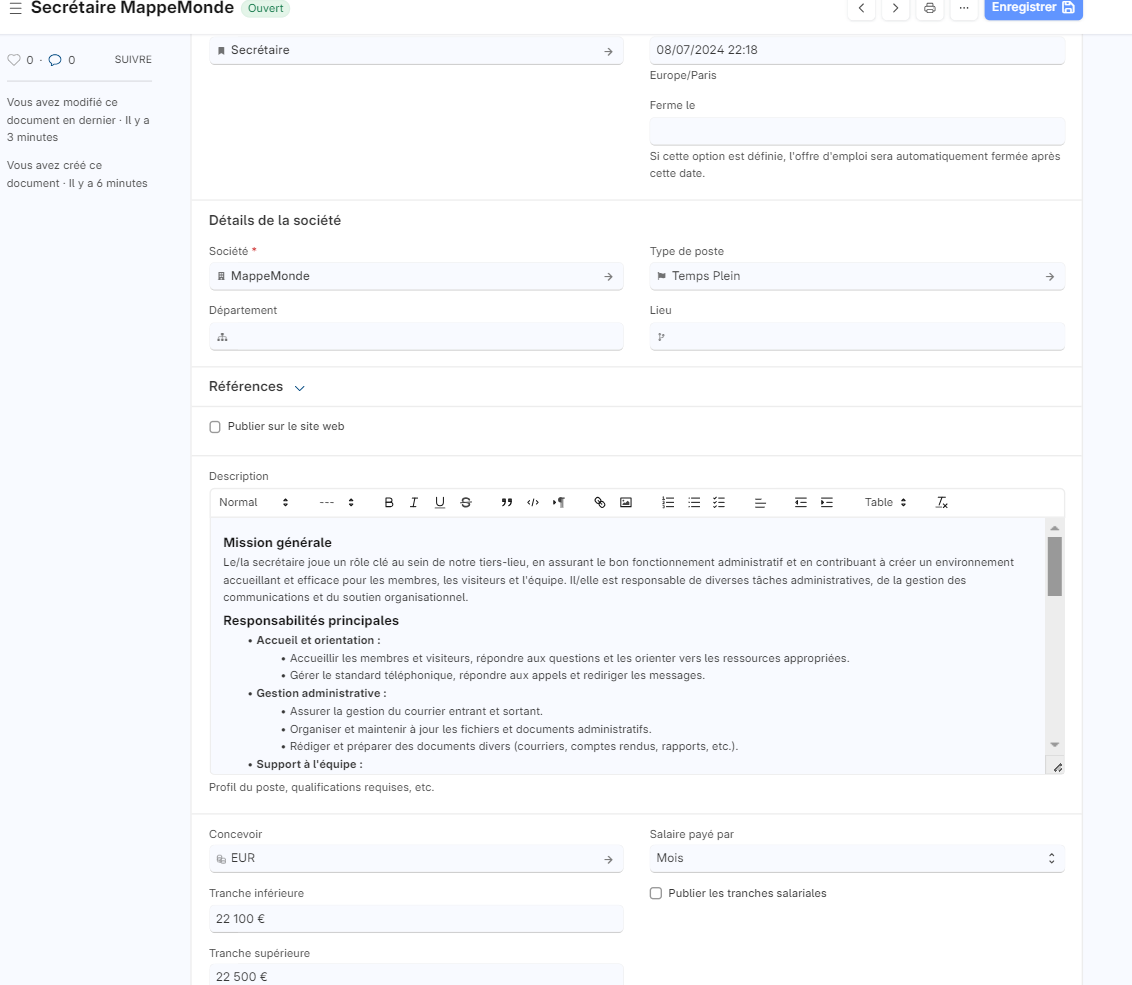 Secrétaire MappeMonde Ouvert ... Enregistrer
0 · 0 SUIVRE
Vous avez modifié ce
document en dernier · Il y a
3 minutes
Vous avez créé ce
document · Il y a 6 minutes
Secrétaire
08/07/2024 22:18
Europe/Paris
Ferme le
Si cette option est définie, l'offre d'emploi sera automatiquement fermée après
cette date.
Détails de la société
Société *
MappeMonde
Type de poste
Temps Plein
Département
Lieu
Références
Publier sur le site web
Description
Normal --- B I U S Table
Mission générale
Le/la secrétaire joue un rôle clé au sein de notre tiers-lieu, en assurant le bon fonctionnement administratif et en contribuant à créer un environnement
accueillant et efficace pour les membres, les visiteurs et l'équipe. Il/elle est responsable de diverses tâches administratives, de la gestion des
communications et du soutien organisationnel.
Responsabilités principales
• Accueil et orientation :
• Accueillir les membres et visiteurs, répondre aux questions et les orienter vers les ressources appropriées.
• Gérer le standard téléphonique, répondre aux appels et rediriger les messages.
• Gestion administrative :
• Assurer la gestion du courrier entrant et sortant.
• Organiser et maintenir à jour les fichiers et documents administratifs.
• Rédiger et préparer des documents divers (courriers, comptes rendus, rapports, etc.).
• Support à l'équipe :
Profil du poste, qualifications requises, etc.
Concevoir
EUR
Salaire payé par
Mois
Tranche inférieure
22 100 €
Publier les tranches salariales
Tranche supérieure
22 500 €